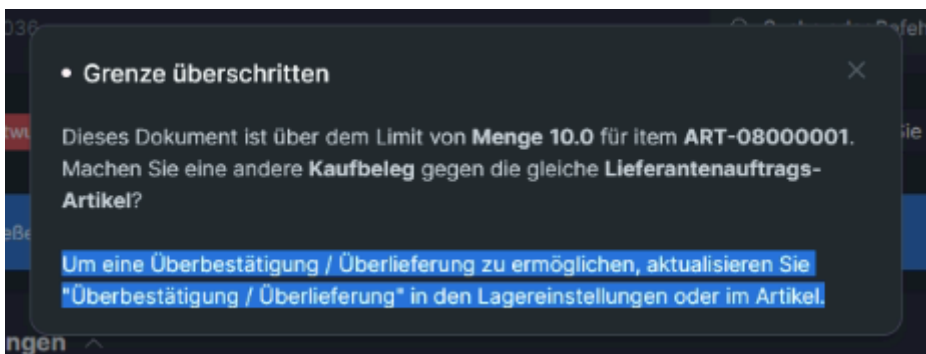 Grenze überschritten
Dieses Dokument ist über dem Limit von Menge 10.0 für item ART-08000001.
Machen Sie eine andere Kaufbeleg gegen die gleiche Lieferantenauftrags-
Artikel?
Um eine Überbestätigung / Überlieferung zu ermöglichen, aktualisieren Sie
"Überbestätigung / Überlieferung" in den Lagereinstellungen oder im Artikel.
ngen